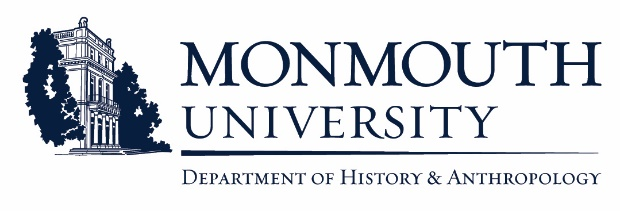 MONMOUTH
UNIVERSITY
DEPARTMENT OF HISTORY & ANTHROPOLOGY